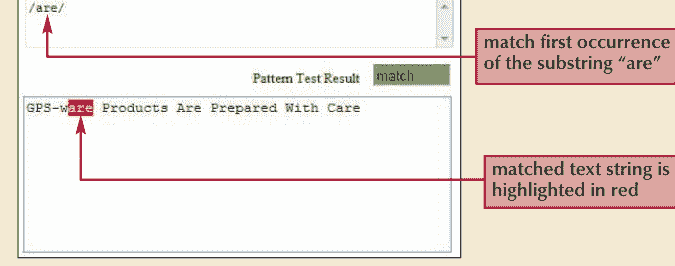 /are/
match first occurrence
of the substring “are”
Pattern Test Result match
GPS-ware Products Are Prepared With Care
matched text string is
highlighted in red